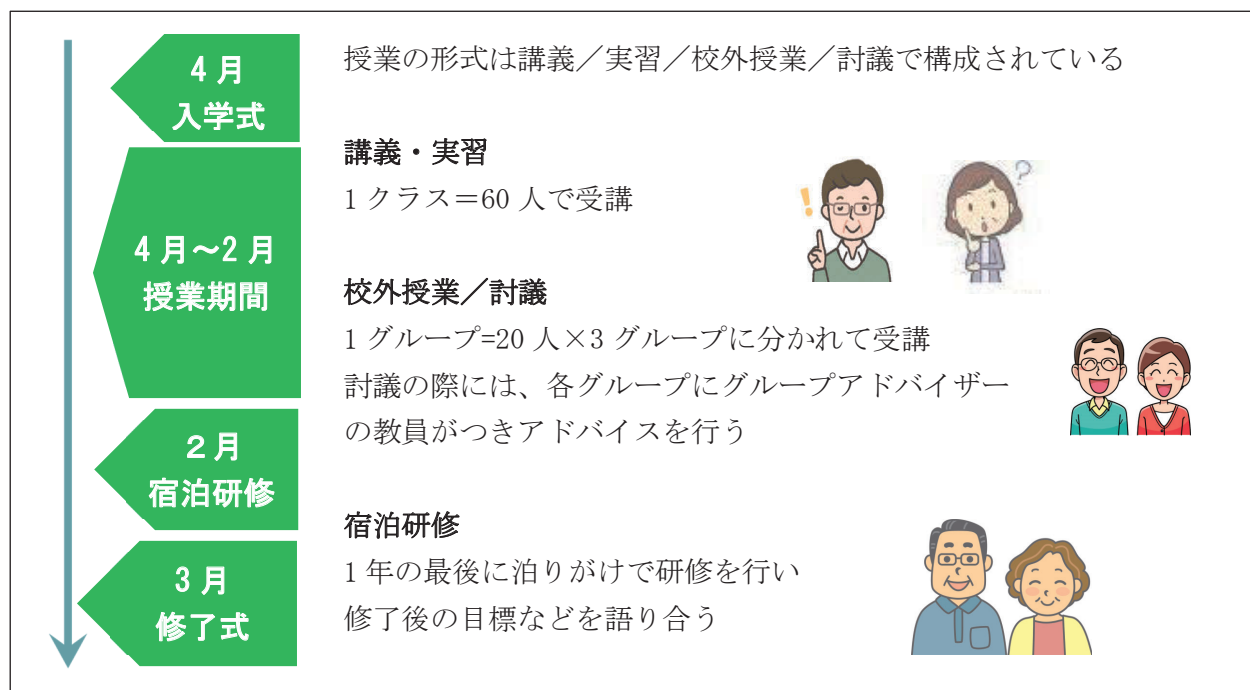 4月
入学式
授業の形式は講義／実習／校外授業／討議で構成されている
4月～2月
授業期間
講義・実習
1クラス＝60人で受講
校外授業／討議
1グループ=20人×3グループに分かれて受講
討議の際には、各グループにグループアドバイザー
の教員がつきアドバイスを行う
２月
宿泊研修
宿泊研修
1年の最後に泊りがけで研修を行い
修了後の目標などを語り合う
3月
修了式
！
?